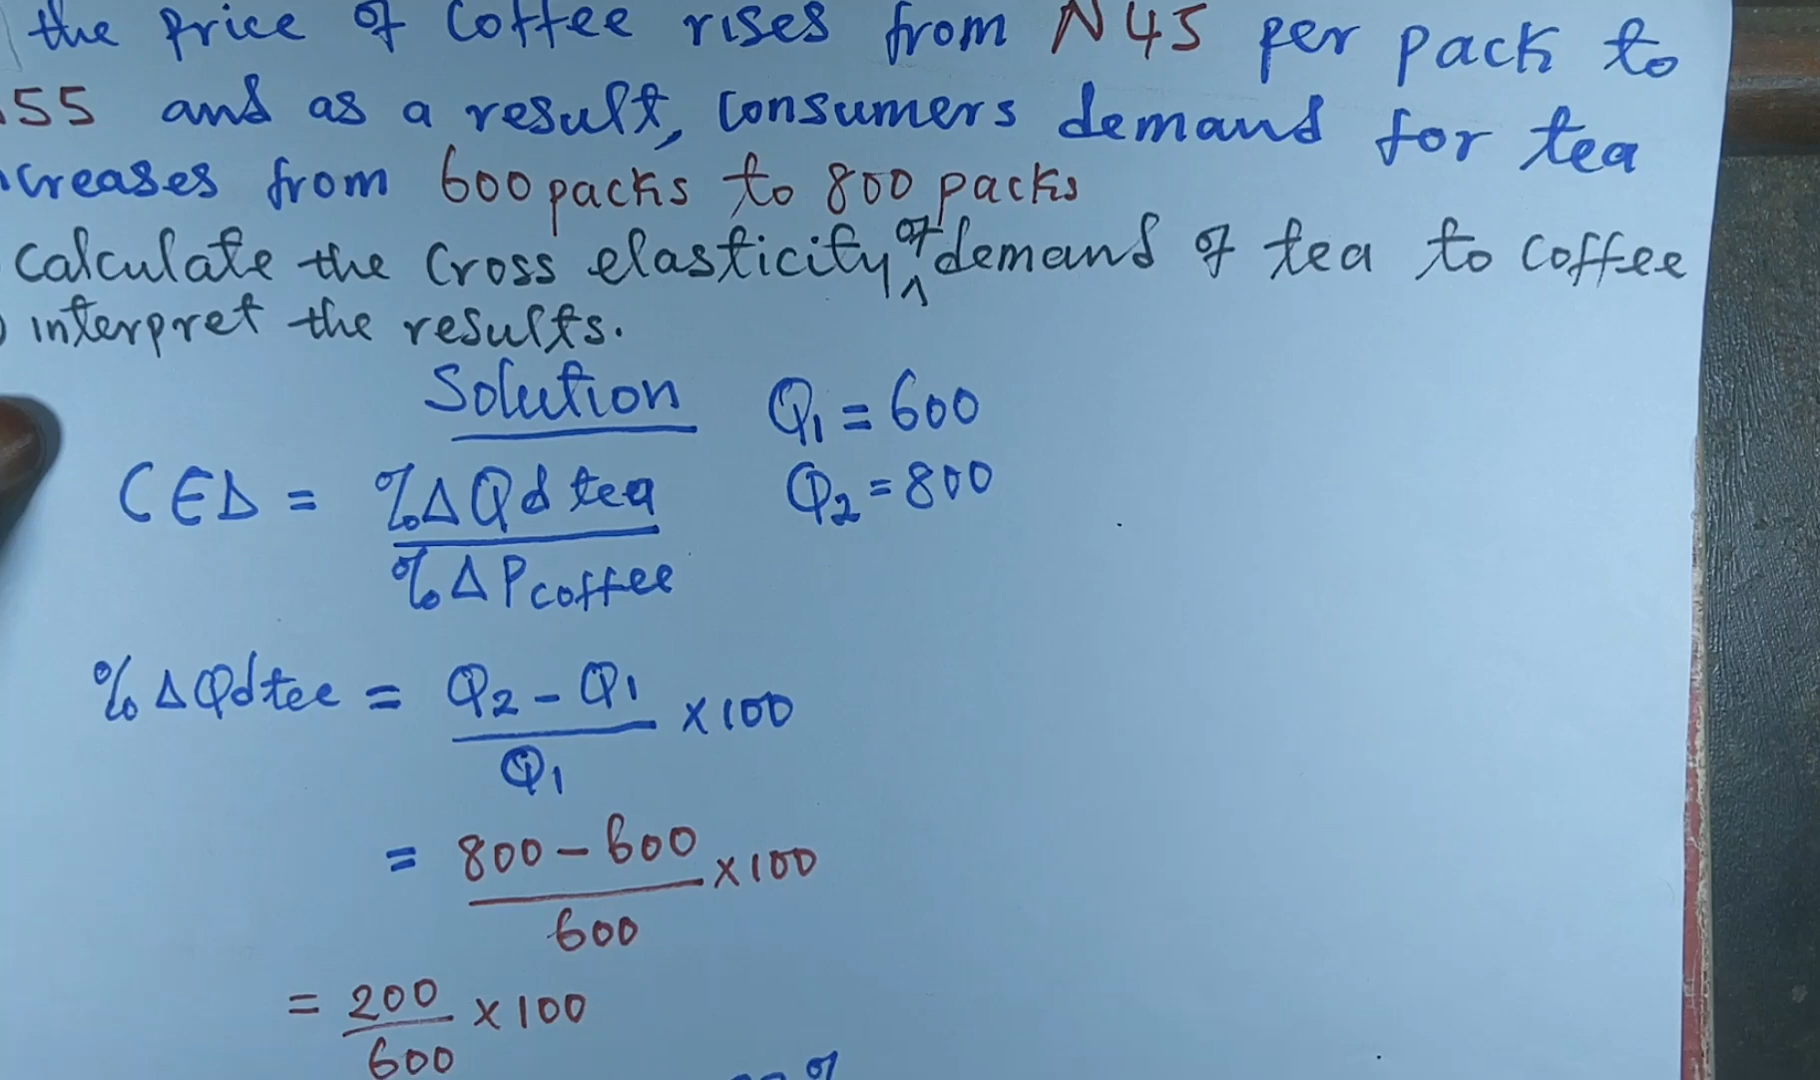 the price of Coffee rises from N45 per pack to
55 and as a result, consumers demand for tea
creases from 600 packs to 800 packs
Calculate the Cross elasticity of demand of tea to coffee
interpret the results.
Solution Q1 = 600
CED = %ΔQd tea Q2 = 800
%ΔP coffee
%ΔQd tee = Q2 - Q1 x 100
Q1
= 800 - 600 x 100
600
= 200 x 100
600